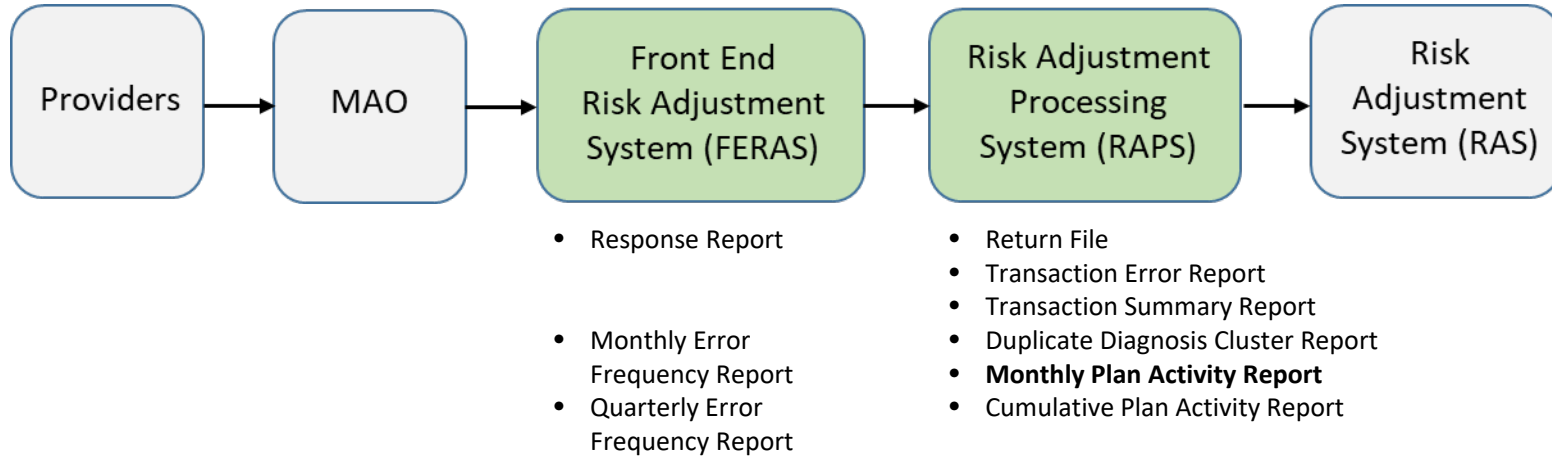 Providers
MAO
Front End
Risk Adjustment
System (FERAS)
Risk Adjustment
Processing
System (RAPS)
Risk
Adjustment
System (RAS)
• Response Report
• Monthly Error
Frequency Report
• Quarterly Error
Frequency Report
• Return File
• Transaction Error Report
• Transaction Summary Report
• Duplicate Diagnosis Cluster Report
• Monthly Plan Activity Report
• Cumulative Plan Activity Report